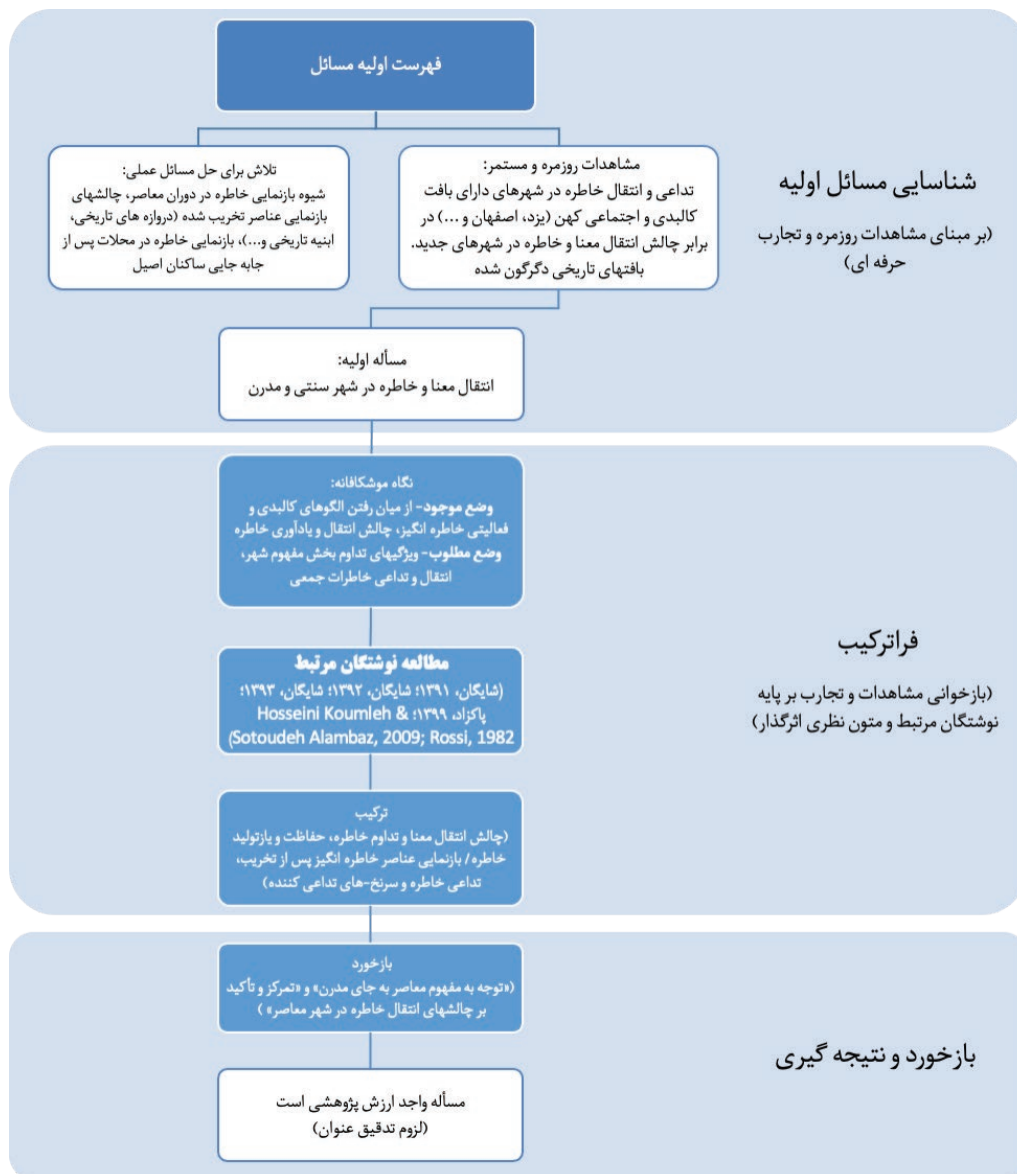 فهرست اولیه مسائل
شناسایی مسائل اولیه
(بر مبنای مشاهدات روزمره و تجارب
حرفه ای)
مشاهدات روزمره و مستمر:
تداعی و انتقال خاطره در شهرهای دارای بافت
کالبدی و اجتماعی کهن (یزد، اصفهان و ...) در
برابر چالش انتقال معنا و خاطره در شهرهای جدید.
بافتهای تاریخی دگرگون شده
تلاش برای حل مسائل عملی:
شیوه بازنمایی خاطره در دوران معاصر، چالشهای
بازنمایی عناصر تخریب شده (دروازه های تاریخی،
ابنیه تاریخی و...)، بازنمایی خاطره در محلات پس از
جابه جایی ساکنان اصیل
مسأله اولیه:
انتقال معنا و خاطره در شهر سنتی و مدرن
فراترکیب
(بازخوانی مشاهدات و تجارب بر پایه
نوشتگان مرتبط و متون نظری اثرگذار)
نگاه موشکافانه:
وضع موجود- از میان رفتن الگوهای کالبدی و
فعالیتی خاطره انگیز، چالش انتقال و یادآوری خاطره
وضع مطلوب- ویژگیهای تداوم بخش مفهوم شهر،
انتقال و تداعی خاطرات جمعی
مطالعه نوشتگان مرتبط
(شایگان، ۱۳۹۱؛ شایگان، ۱۳۹۲؛ شایگان، ۱۳۹۳؛
پاکزاد، ۱۳۹۹؛ Hosseini Koumleh &
Sotoudeh Alambaz, 2009; Rossi, 1982)
ترکیب
(چالش انتقال معنا و تداوم خاطره، حفاظت و بازتولید
خاطره/ بازنمایی عناصر خاطره انگیز پس از تخریب،
تداعی خاطره و سرنخ-های تداعی کننده)
بازخورد و نتیجه گیری
بازخورد
(«توجه به مفهوم معاصر به جای مدرن» و «تمرکز و تأکید
بر چالشهای انتقال خاطره در شهر معاصر» )
مسأله واجد ارزش پژوهشی است
(لزوم تدقیق عنوان)